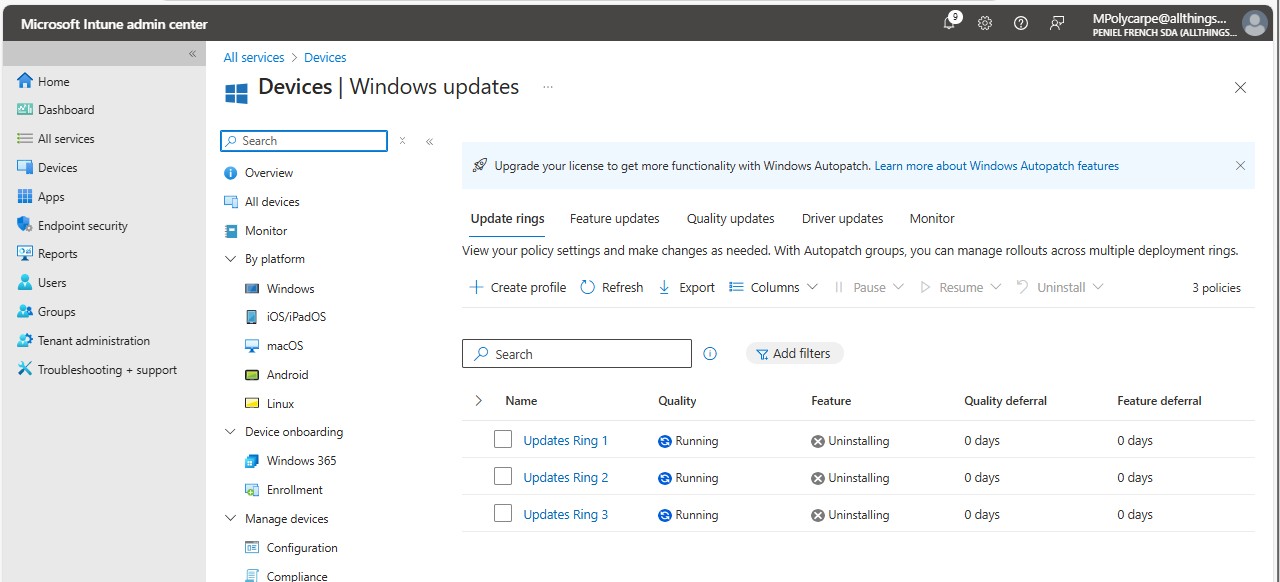 Microsoft Intune admin center
9
MPolycarpe@allthings...
PENIEL FRENCH SDA (ALLTHINGS...
«
Home
Dashboard
All services
Devices
Apps
Endpoint security
Reports
Users
Groups
Tenant administration
Troubleshooting + support
All services > Devices
Devices | Windows updates ...
Search
«
Overview
All devices
Monitor
By platform
Windows
iOS/iPadOS
macOS
Android
Linux
Device onboarding
Windows 365
Enrollment
Manage devices
Configuration
Compliance
Upgrade your license to get more functionality with Windows Autopatch. Learn more about Windows Autopatch features
Update rings Feature updates Quality updates Driver updates Monitor
View your policy settings and make changes as needed. With Autopatch groups, you can manage rollouts across multiple deployment rings.
Create profile Refresh Export Columns Pause Resume Uninstall 3 policies
Search Add filters
Name Quality Feature Quality deferral Feature deferral
Updates Ring 1 Running Uninstalling 0 days 0 days
Updates Ring 2 Running Uninstalling 0 days 0 days
Updates Ring 3 Running Uninstalling 0 days 0 days